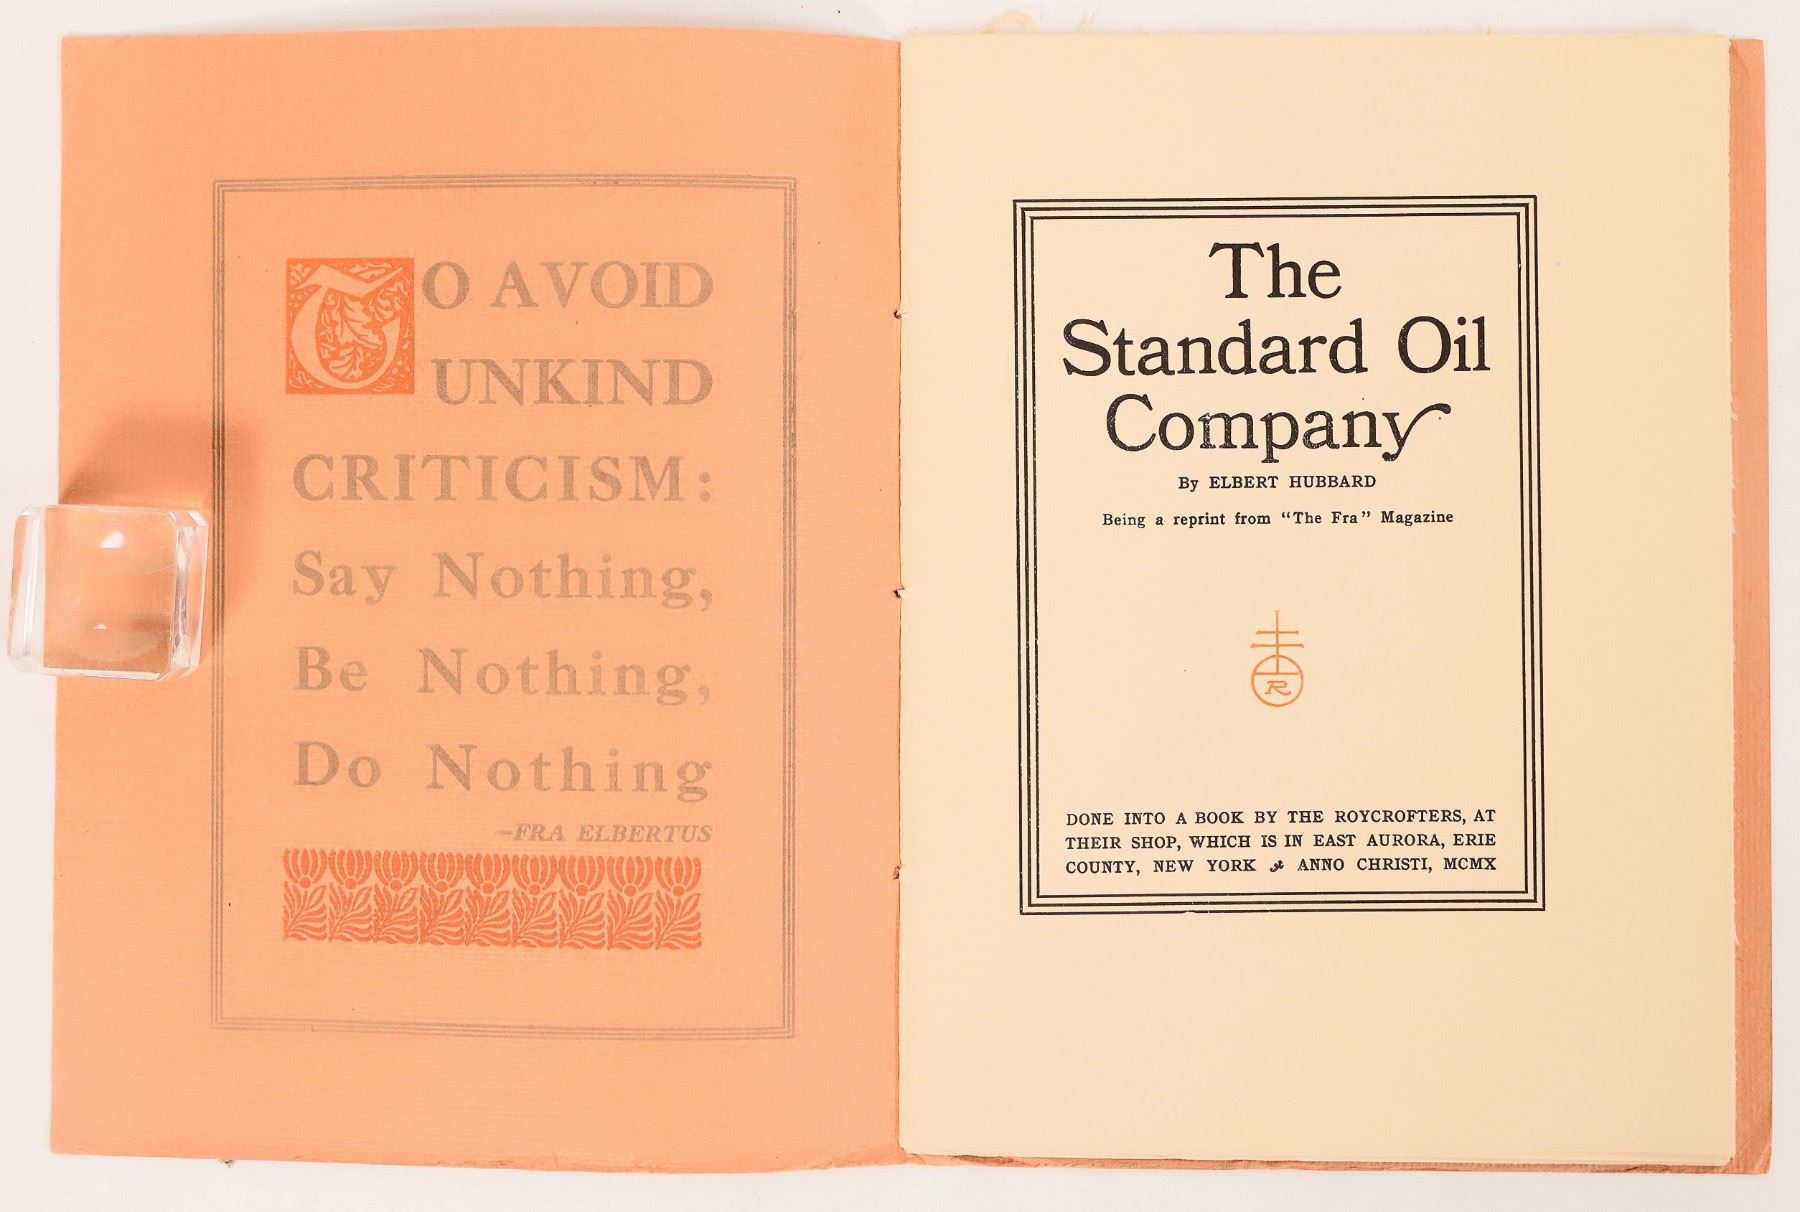 TO AVOID
UNKIND
CRITICISM:
Say Nothing,
Be Nothing,
Do Nothing
—FRA ELBERTUS
The
Standard Oil
Company
By ELBERT HUBBARD
Being a reprint from "The Fra" Magazine
R
DONE INTO A BOOK BY THE ROYCROFTERS, AT
THEIR SHOP, WHICH IS IN EAST AURORA, ERIE
COUNTY, NEW YORK ANNO CHRISTI, MCMX